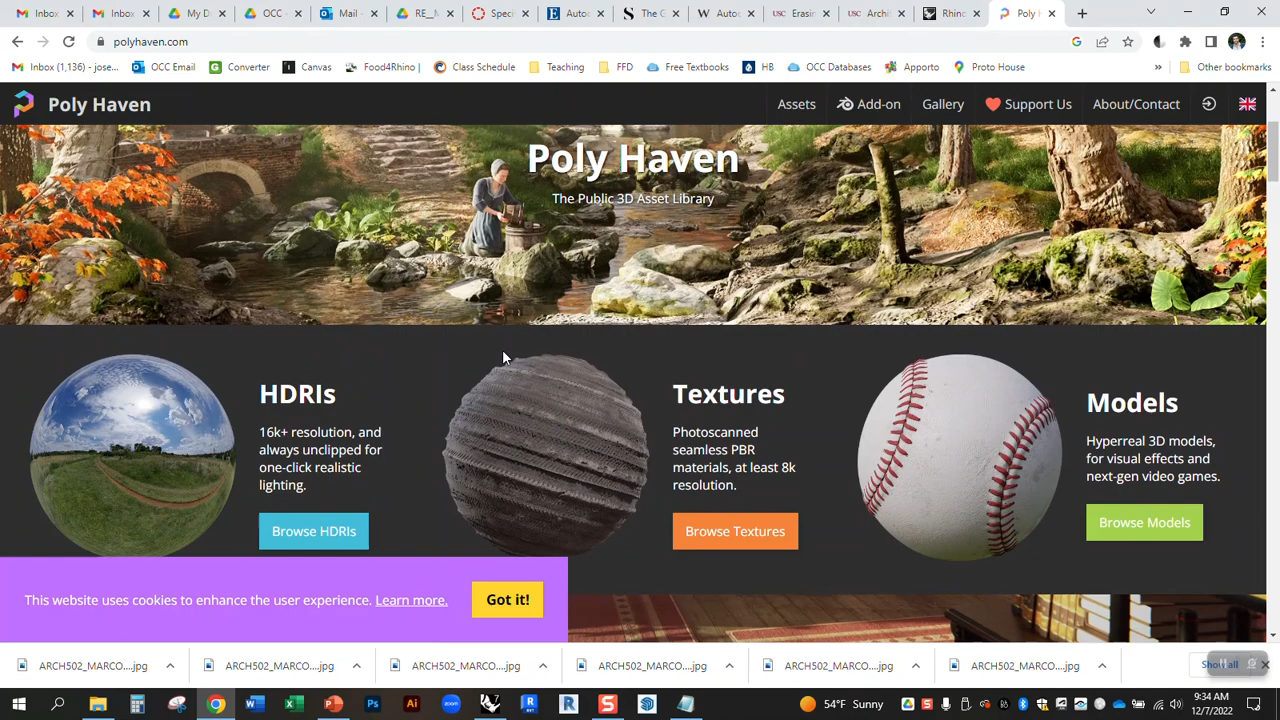 Inbox
Inbox
My D
OCC -
Mail -
RE__M
Speci
Autoc
The G
Autoc
Erasin
Archit
Rhino
Poly H
polyhaven.com
Inbox (1,136) - jose...
OCC Email
Converter
Canvas
Food4Rhino |
Class Schedule
Teaching
FFD
Free Textbooks
HB
OCC Databases
Apporto
Proto House
»
Other bookmarks
Poly Haven
Assets
Add-on
Gallery
Support Us
About/Contact
Poly Haven
The Public 3D Asset Library
HDRIs
16k+ resolution, and
always unclipped for
one-click realistic
lighting.
Browse HDRIs
Textures
Photoscanned
seamless PBR
materials, at least 8k
resolution.
Browse Textures
Models
Hyperreal 3D models,
for visual effects and
next-gen video games.
Browse Models
This website uses cookies to enhance the user experience. Learn more.
Got it!
ARCH502_MARCO....jpg
ARCH502_MARCO....jpg
ARCH502_MARCO....jpg
ARCH502_MARCO....jpg
ARCH502_MARCO....jpg
ARCH502_MARCO....jpg
Show all
54°F Sunny
9:34 AM
12/7/2022